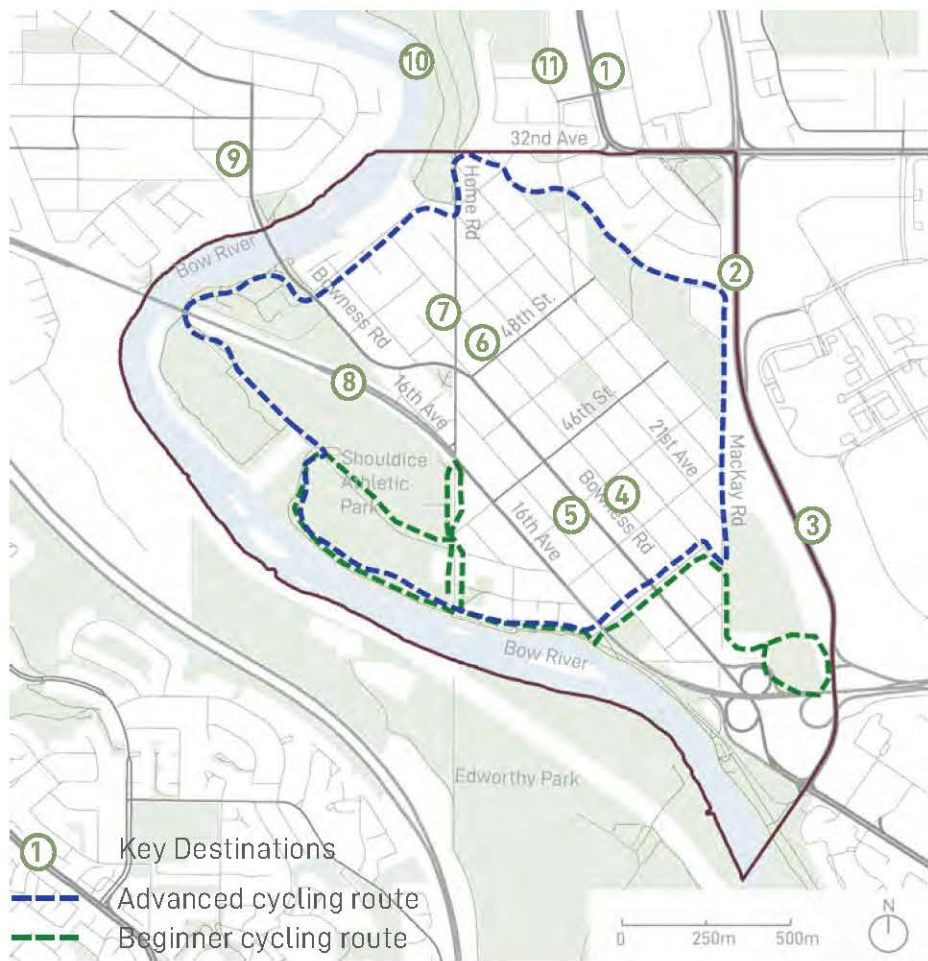 10
11
1
32nd Ave
9
Home Rd
Bow River
2
Bowness Rd
7
48th St.
6
8
16th Ave
46th St.
21st Ave
MacKay Rd
Shouldice
Athletic
Park
4
5
Bowness Rd
16th Ave
3
Bow River
Edworthy Park
1 Key Destinations
Advanced cycling route
Beginner cycling route
N
0 250m 500m